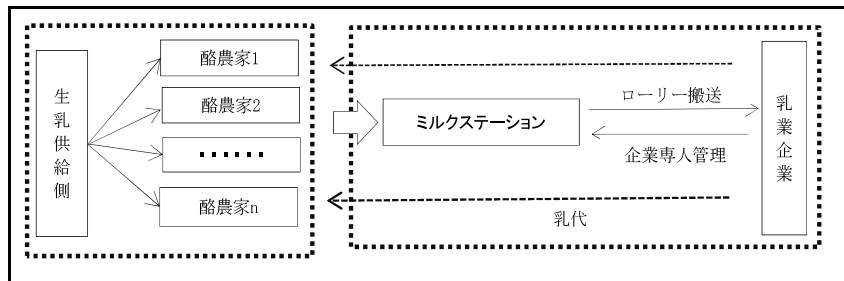 生乳供給側
酪農家1
酪農家2
・・・・・・
酪農家n
ミルクステーション
ローリー搬送
企業専人管理
乳代
乳業企業